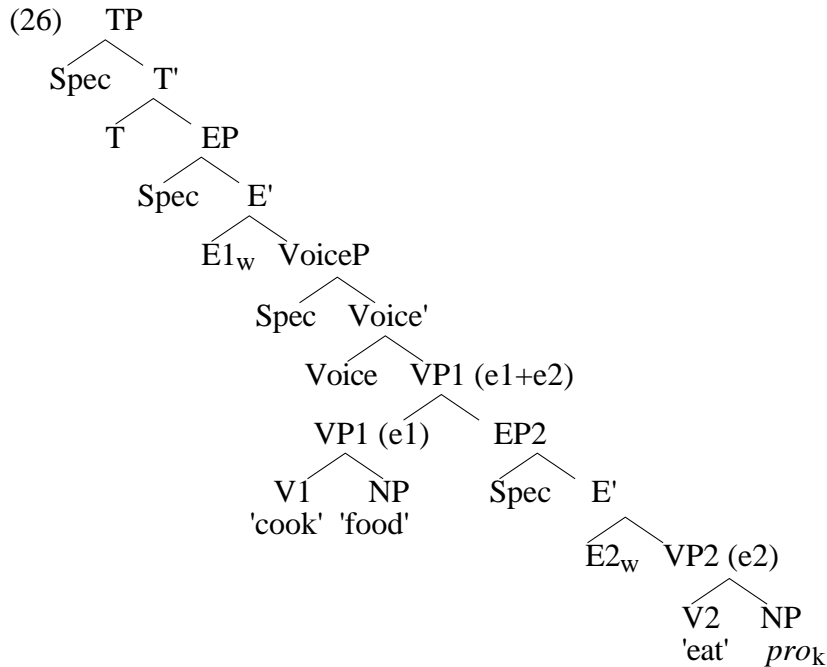 (26) TP
Spec T'
T EP
Spec E'
E1w VoiceP
Spec Voice'
Voice VP1 (e1+e2)
VP1 (e1) EP2
V1 NP Spec E'
'cook' 'food'
E2w VP2 (e2)
V2 NP
'eat' prok